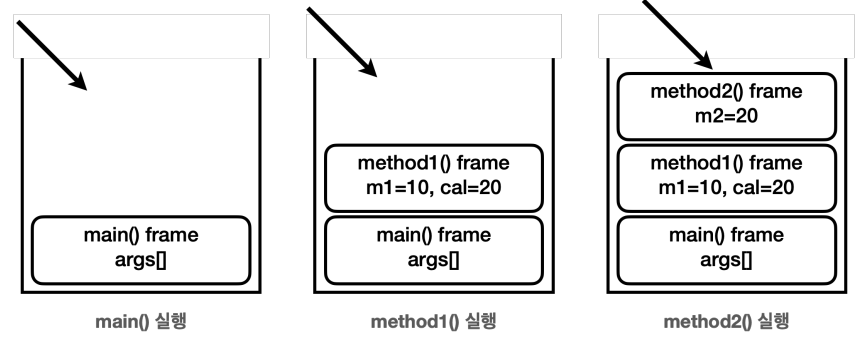 main() frame
args[]
main() 실행
method1() frame
m1=10, cal=20
main() frame
args[]
method1() 실행
method2() frame
m2=20
method1() frame
m1=10, cal=20
main() frame
args[]
method2() 실행